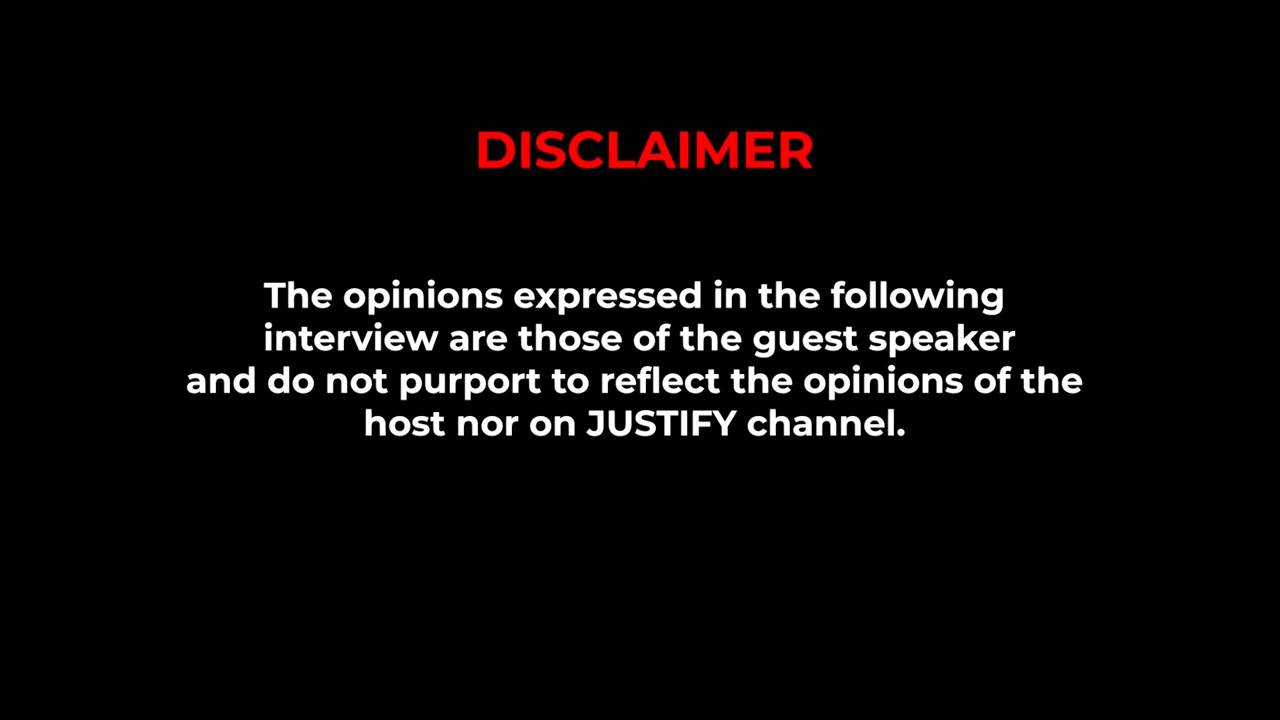 DISCLAIMER
The opinions expressed in the following
interview are those of the guest speaker
and do not purport to reflect the opinions of the
host nor on JUSTIFY channel.